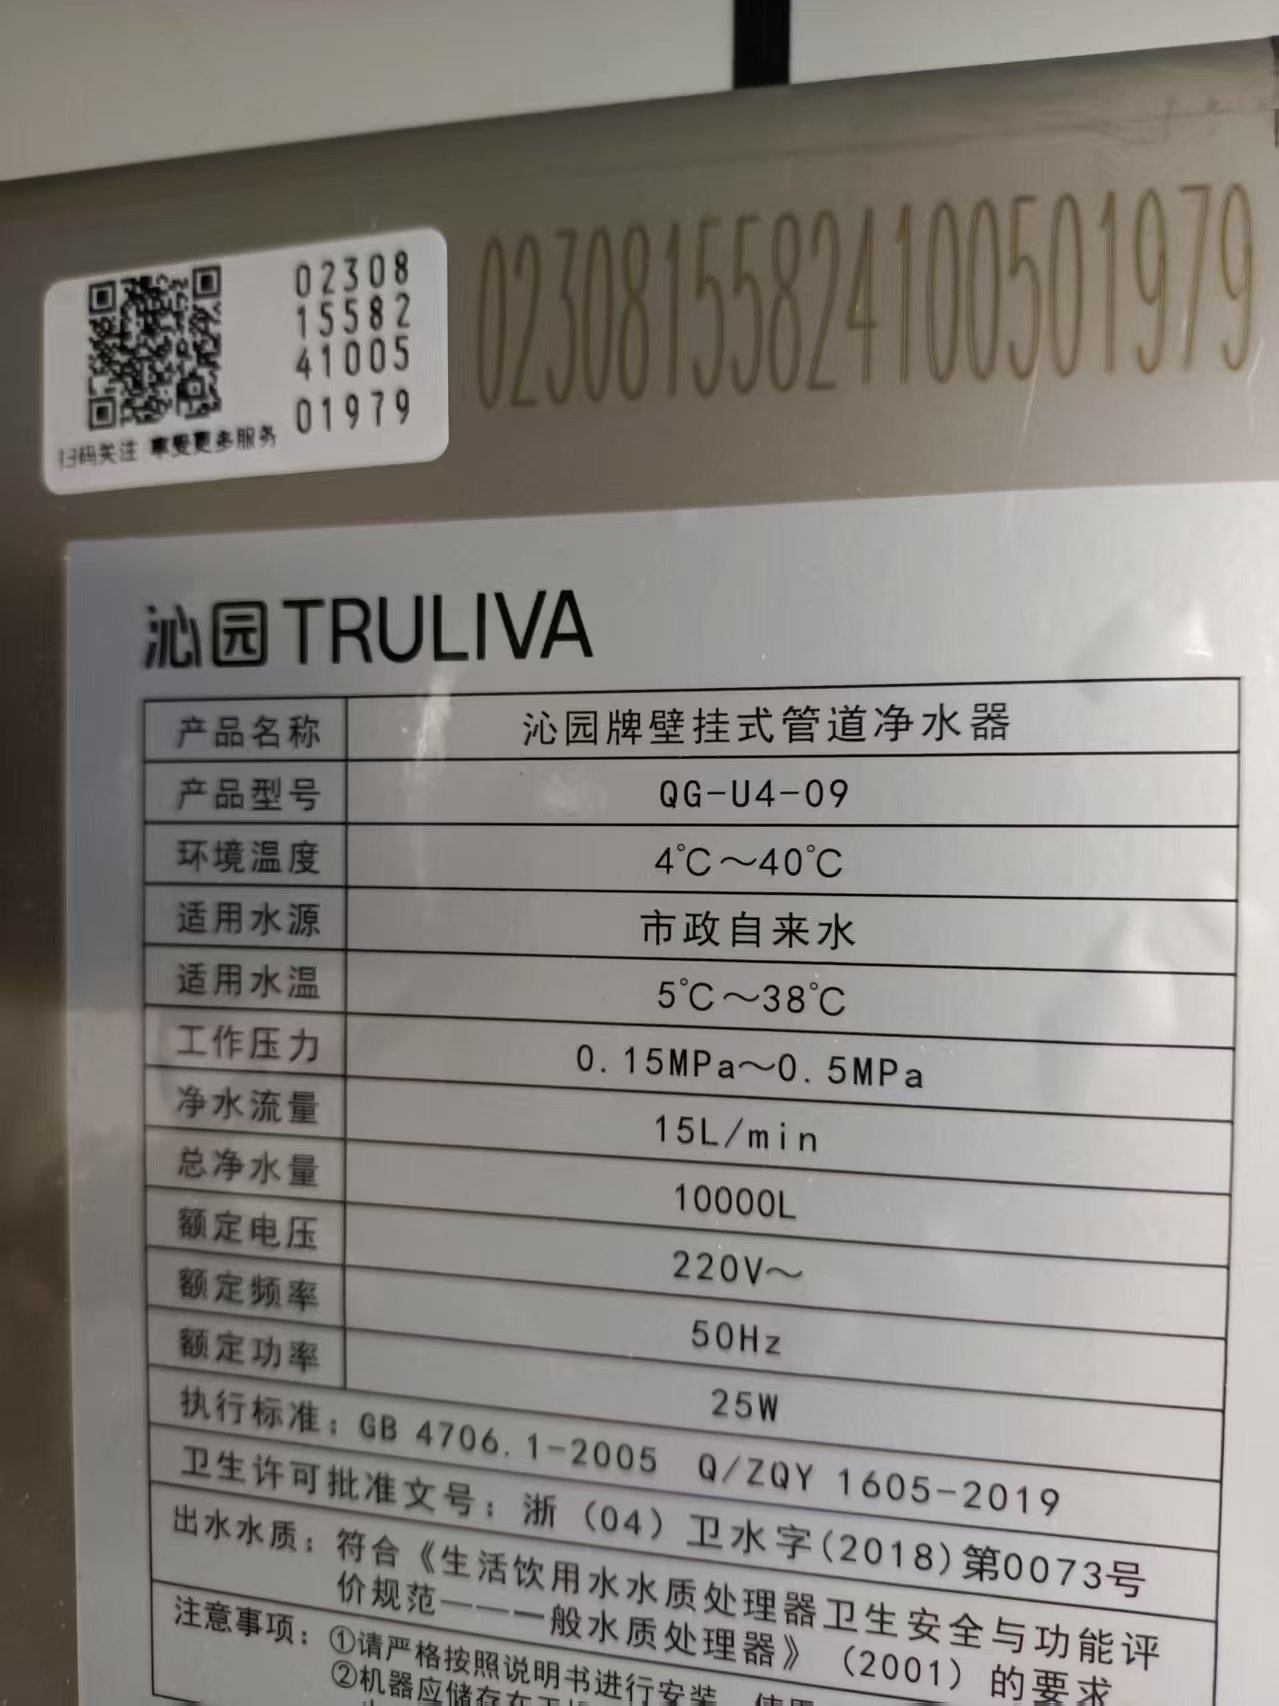 02308155824100501979
02308
15582
41005
01979
扫码关注 享受更多服务
沁园TRULIVA
产品名称 沁园牌壁挂式管道净水器
产品型号 QG-U4-09
环境温度 4℃～40℃
适用水源 市政自来水
适用水温 5℃～38℃
工作压力 0.15MPa～0.5MPa
净水流量 15L/min
总净水量 10000L
额定电压 220V～
额定频率 50Hz
额定功率 25W
执行标准：GB 4706.1-2005 Q/ZQY 1605-2019
卫生许可批准文号：浙（04）卫水字(2018)第0073号
出水水质：符合《生活饮用水水质处理器卫生安全与功能评
价规范———一般水质处理器》（2001）的要求
注意事项：①请严格按照说明书进行安装、使用
②机器应储存在干燥